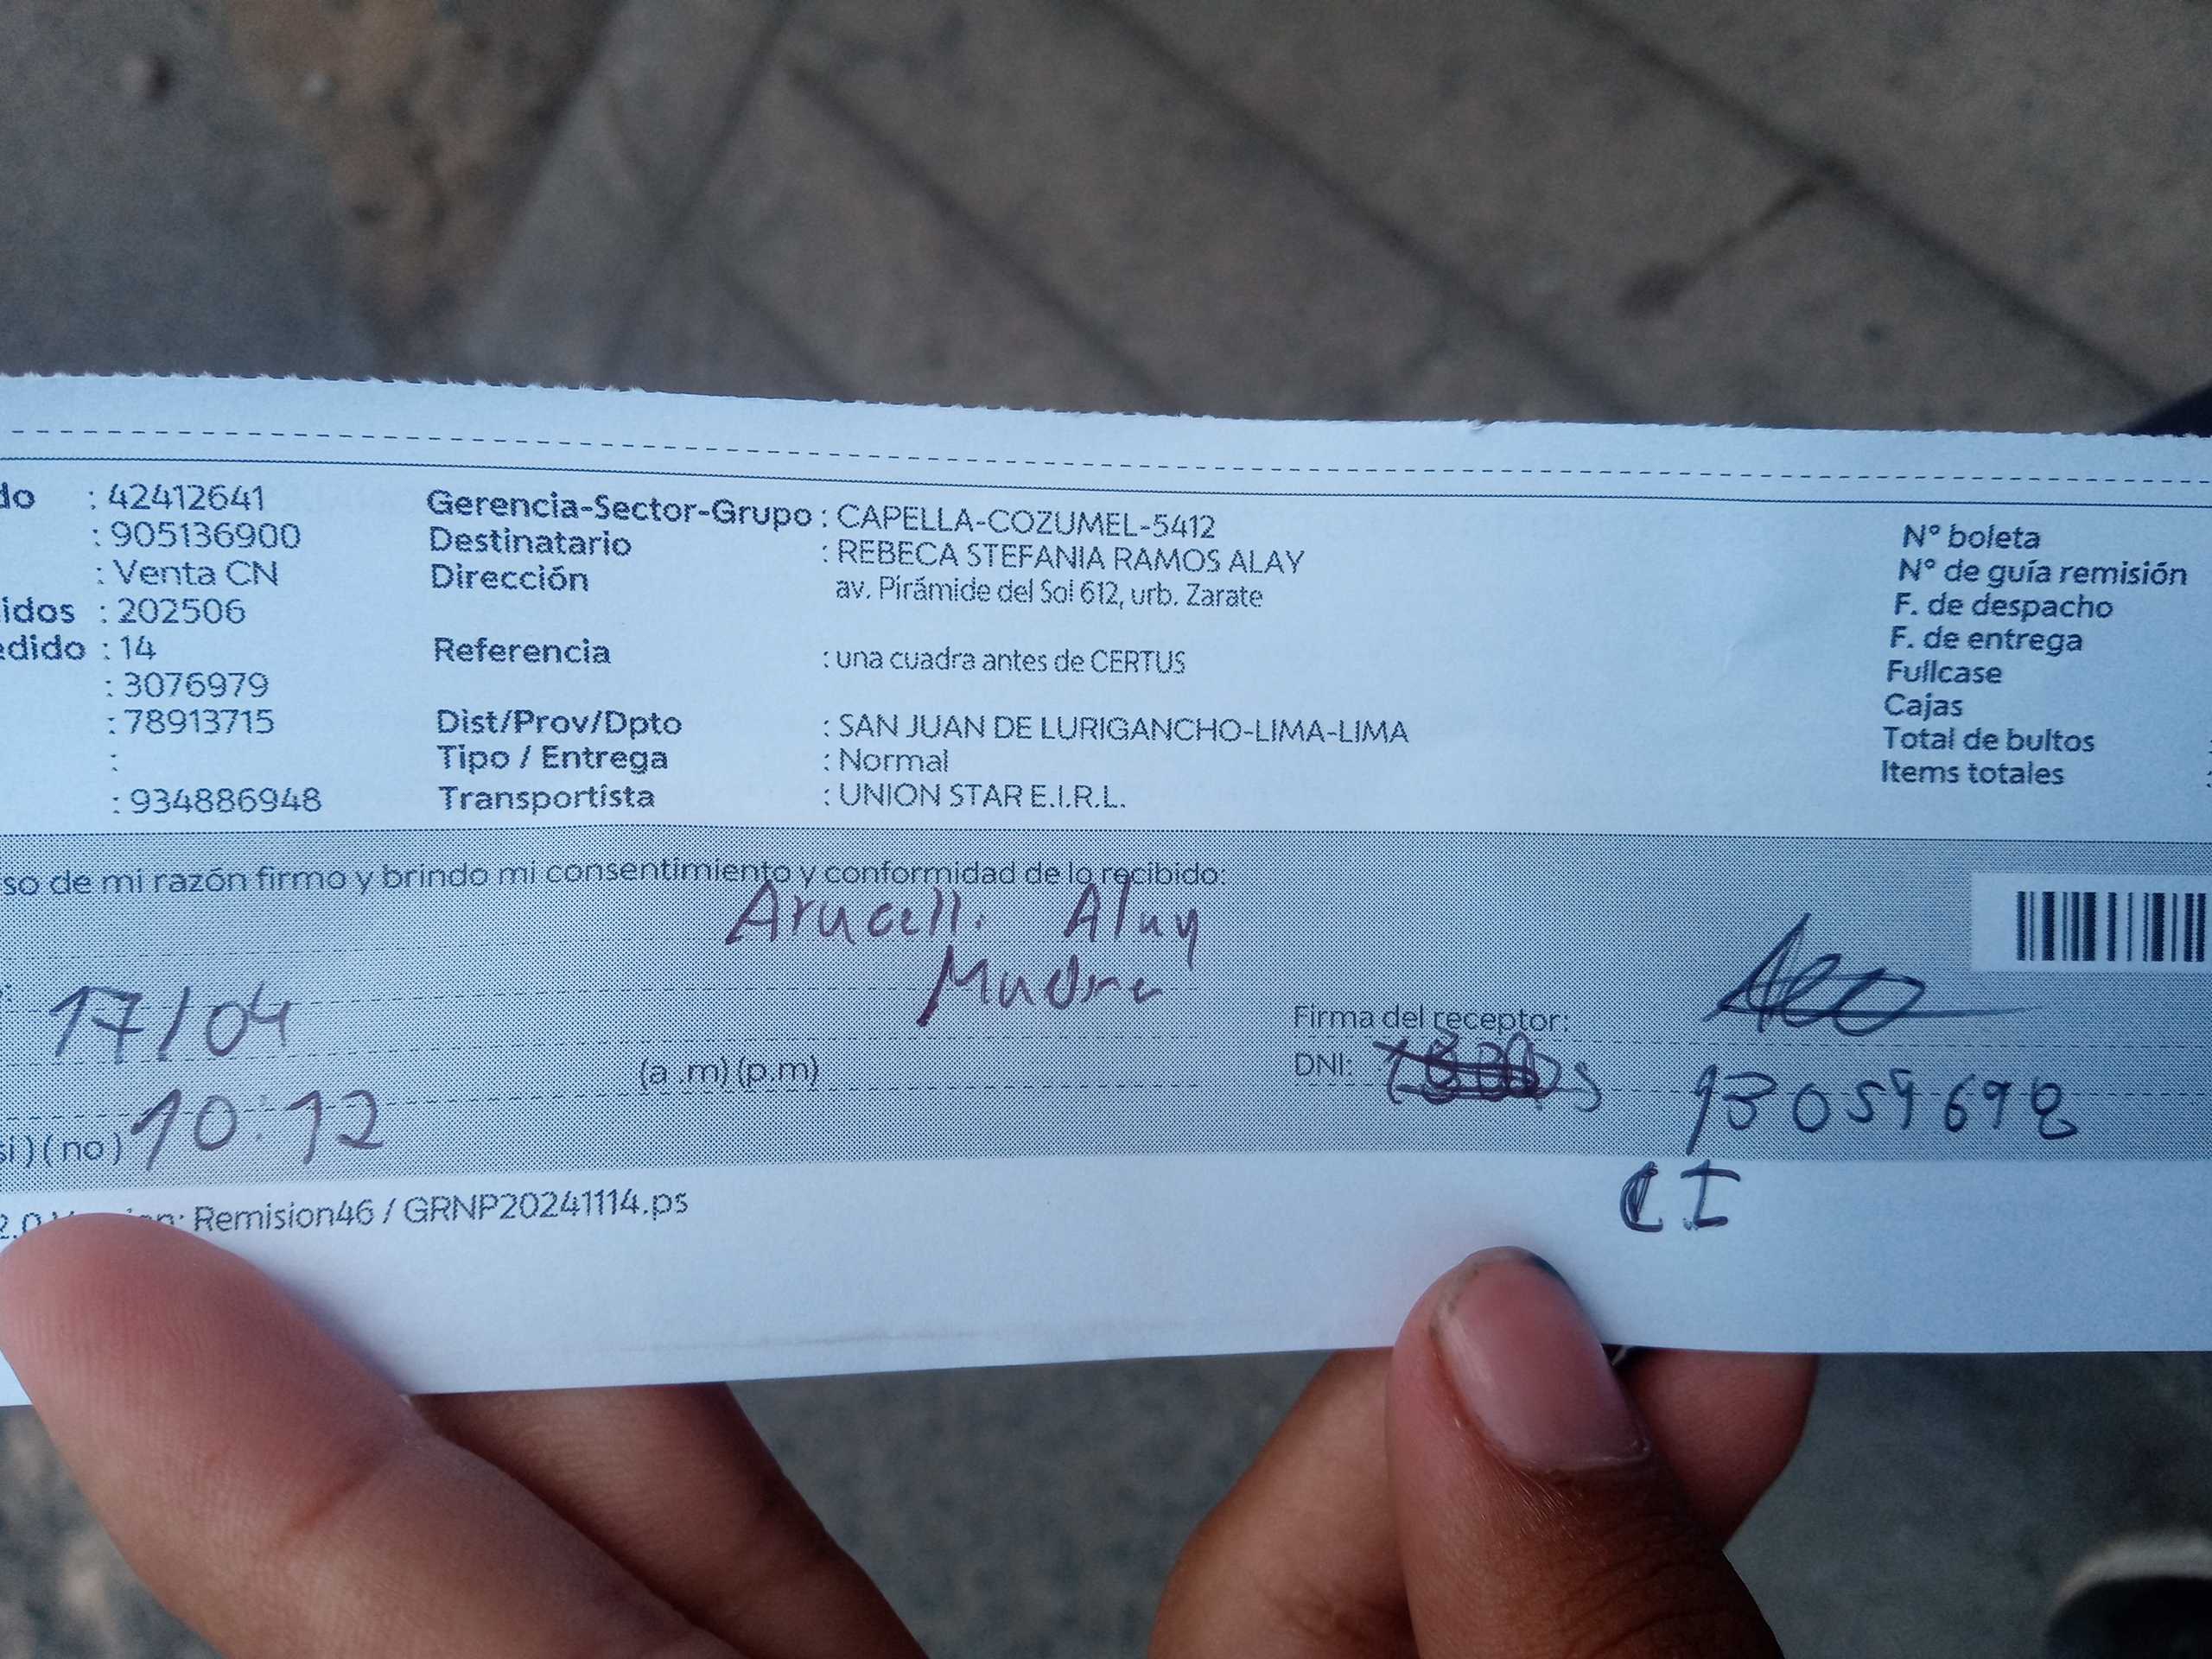 do : 42412641
: 905136900
: Venta CN
idos : 202506
edido : 14
: 3076979
: 78913715
:
: 934886948
Gerencia-Sector-Grupo : CAPELLA-COZUMEL-5412
Destinatario : REBECA STEFANIA RAMOS ALAY
Dirección av. Pirámide del Sol 612, urb. Zarate
Referencia : una cuadra antes de CERTUS
Dist/Prov/Dpto : SAN JUAN DE LURIGANCHO-LIMA-LIMA
Tipo / Entrega : Normal
Transportista : UNION STAR E.I.R.L.
N° boleta
N° de guía remisión
F. de despacho
F. de entrega
Fullcase
Cajas
Total de bultos
Items totales
so de mi razón firmo y brindo mi consentimiento y conformidad de lo recibido:
Aracelli Alay
Madre
17/04
Firma del receptor:
(a .m) (p.m)
DNI:
13059698
si ) ( no ) 10:12
CI
2.0 : Remision46 / GRNP20241114.ps